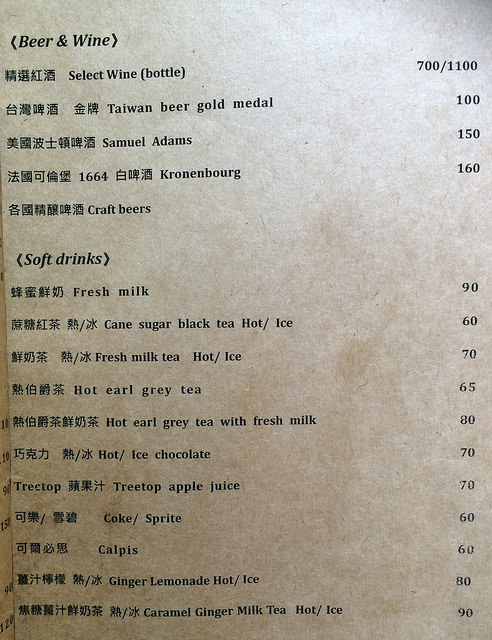 《Beer & Wine》
精選紅酒 Select Wine (bottle) 700/1100
台灣啤酒 金牌 Taiwan beer gold medal 100
美國波士頓啤酒 Samuel Adams 150
法國可倫堡 1664 白啤酒 Kronenbourg 160
各國精釀啤酒 Craft beers
《Soft drinks》
蜂蜜鮮奶 Fresh milk 90
蔗糖紅茶 熱/冰 Cane sugar black tea Hot/ Ice 60
鮮奶茶 熱/冰 Fresh milk tea Hot/ Ice 70
熱伯爵茶 Hot earl grey tea 65
熱伯爵茶鮮奶茶 Hot earl grey tea with fresh milk 80
巧克力 熱/冰 Hot/ Ice chocolate 70
Treetop 蘋果汁 Treetop apple juice 70
可樂/ 雪碧 Coke/ Sprite 60
可爾必思 Calpis 60
薑汁檸檬 熱/冰 Ginger Lemonade Hot/ Ice 80
焦糖薑汁鮮奶茶 熱/冰 Caramel Ginger Milk Tea Hot/ Ice 90